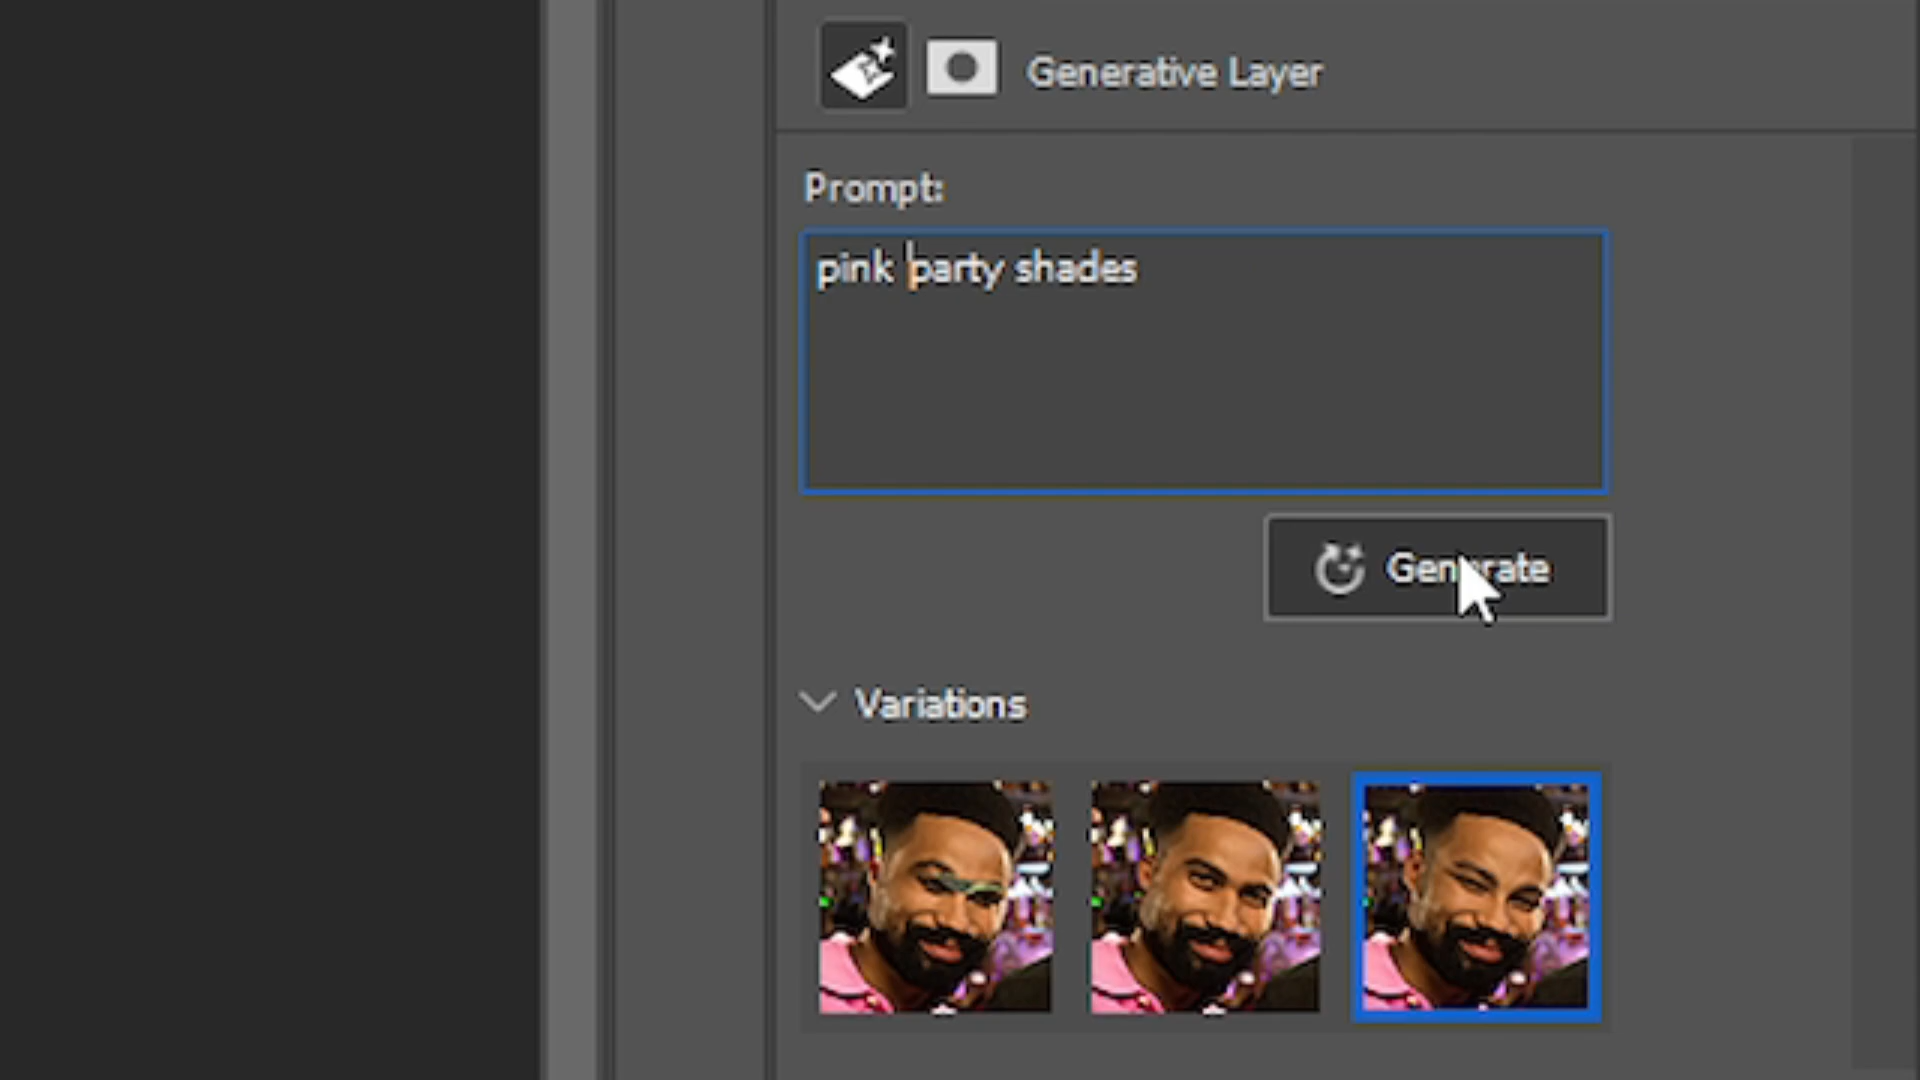 Generative Layer
Prompt:
pink party shades
Generate
Variations